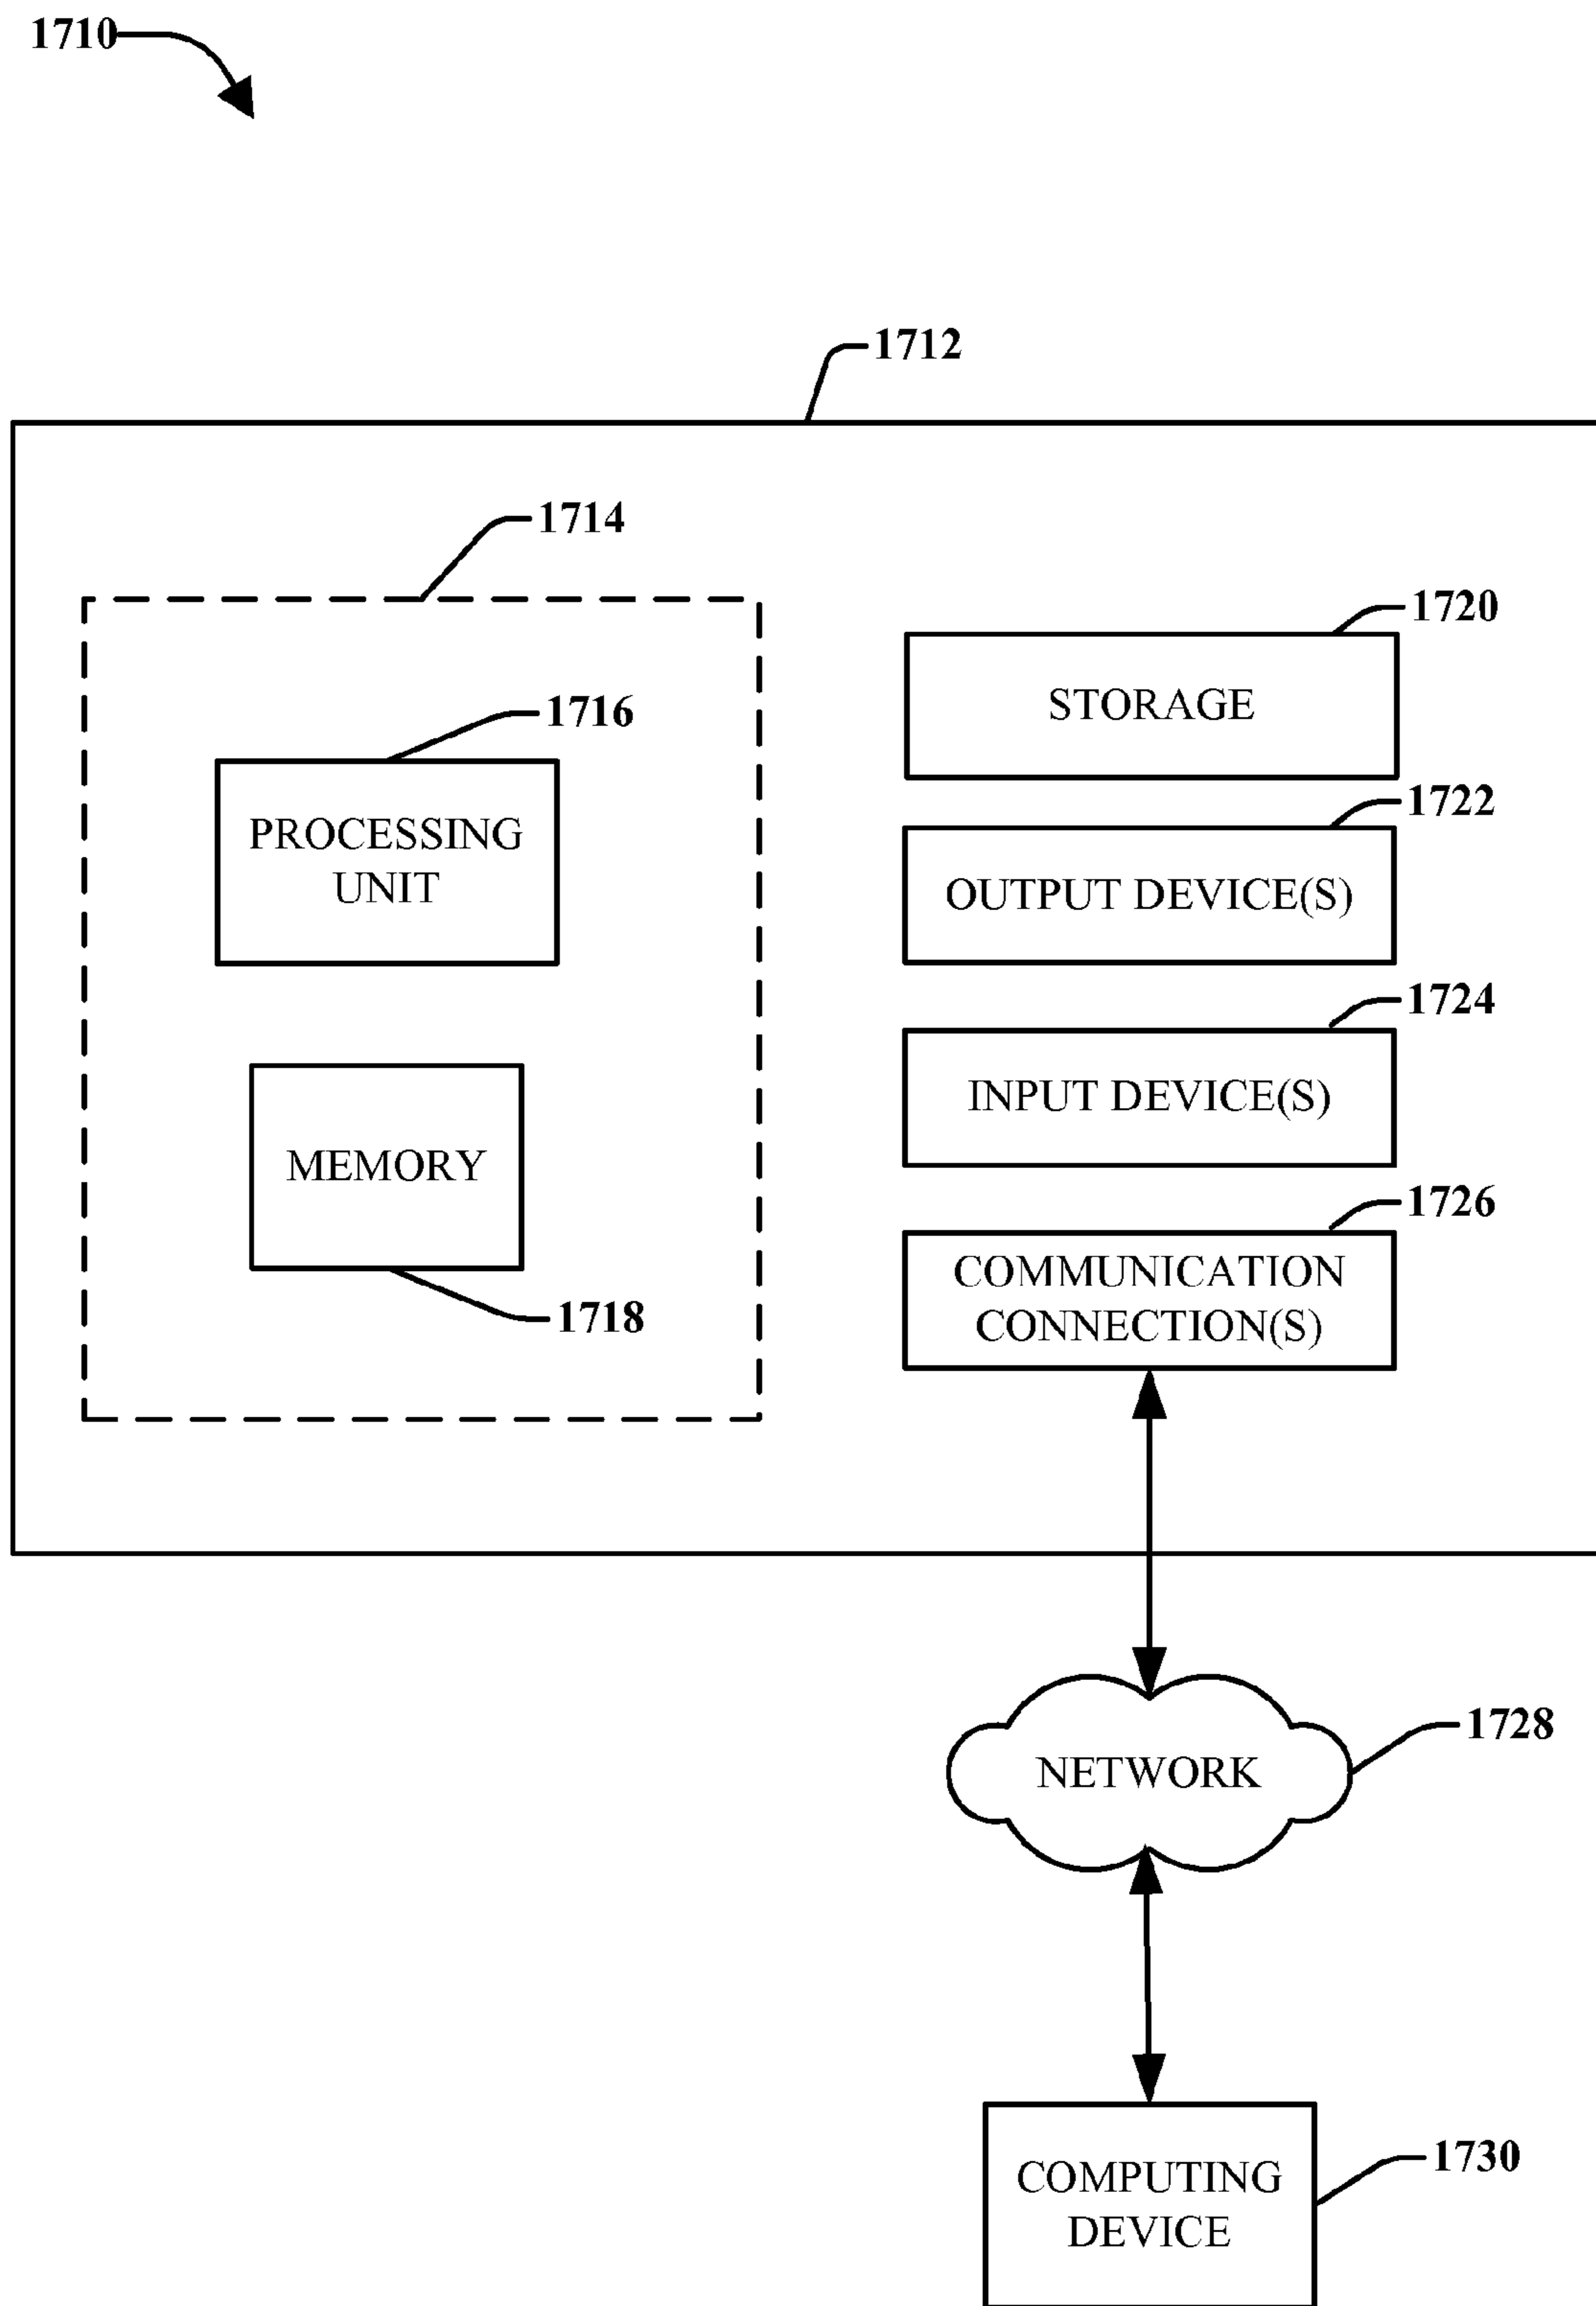 1710
1712
1714
1716
PROCESSING
UNIT
MEMORY
1718
1720
STORAGE
1722
OUTPUT DEVICE(S)
1724
INPUT DEVICE(S)
1726
COMMUNICATION
CONNECTION(S)
NETWORK
1728
COMPUTING
DEVICE
1730